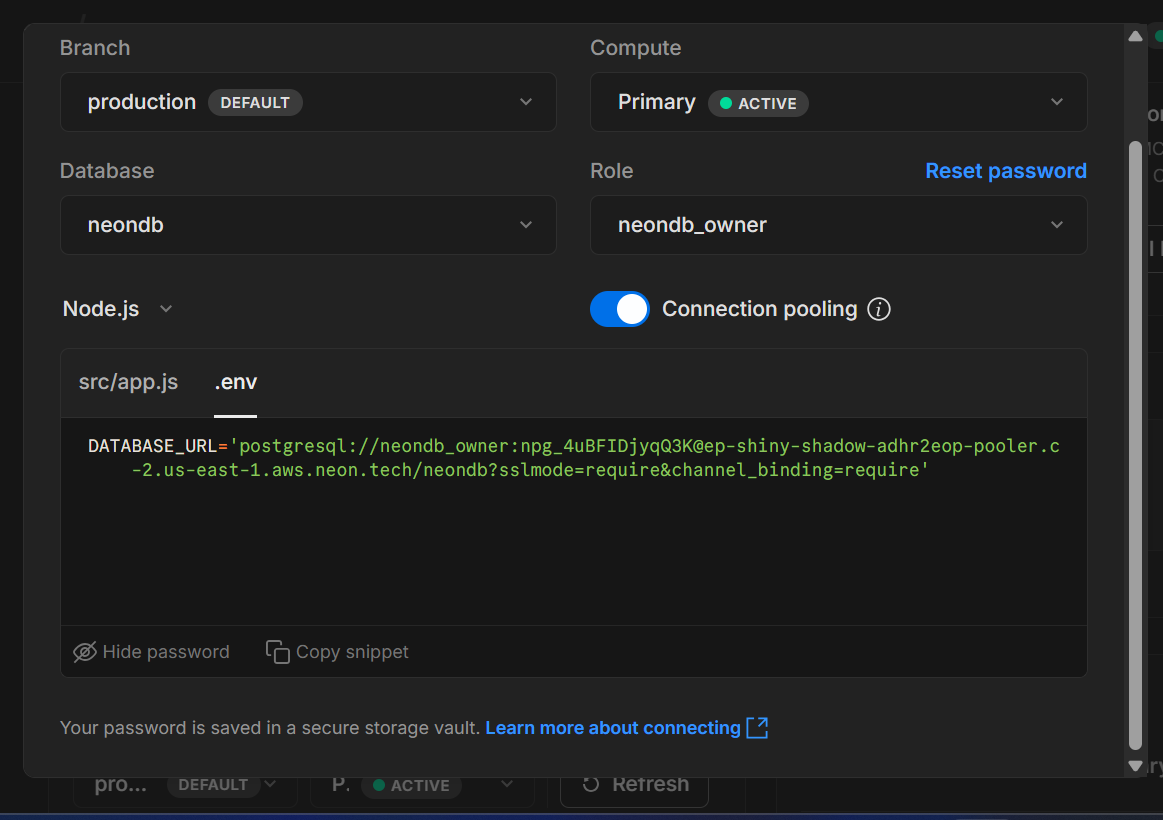 Branch
Compute
production DEFAULT
Primary ACTIVE
Database
Role
Reset password
neondb
neondb_owner
Node.js
Connection pooling
src/app.js
.env
DATABASE_URL='postgresql://neondb_owner:npg_4uBFIDjyqQ3K@ep-shiny-shadow-adhr2eop-pooler.c
-2.us-east-1.aws.neon.tech/neondb?sslmode=require&channel_binding=require'
Hide password
Copy snippet
Your password is saved in a secure storage vault. Learn more about connecting
pro... DEFAULT
P. ACTIVE
Refresh